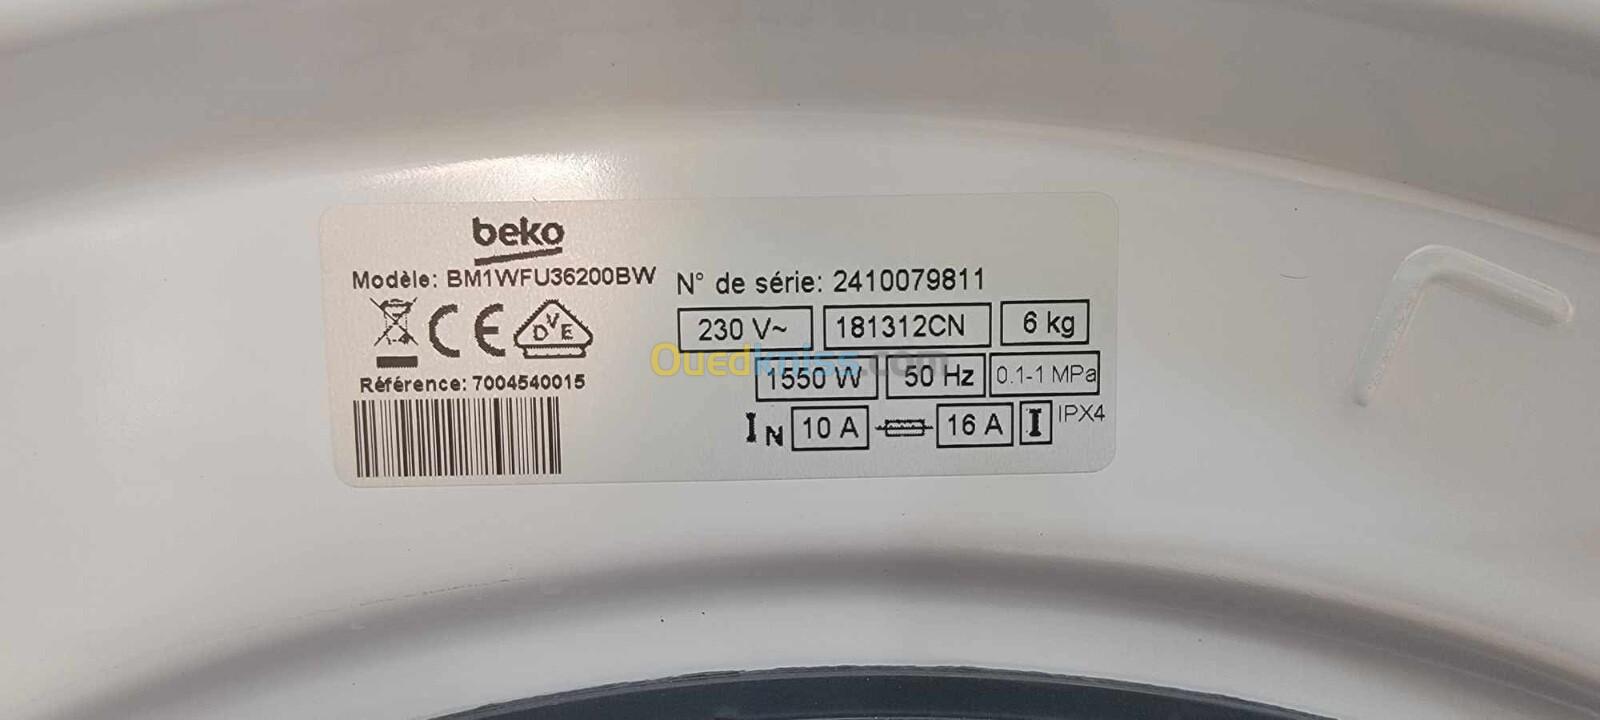 beko
Modèle: BM1WFU36200BW
N° de série: 2410079811
230 V~ 181312CN 6 kg
Ouedkniss.com
1550 W 50 Hz 0.1-1 MPa
DVE
Référence: 7004540015
IN 10 A 16 A I IPX4